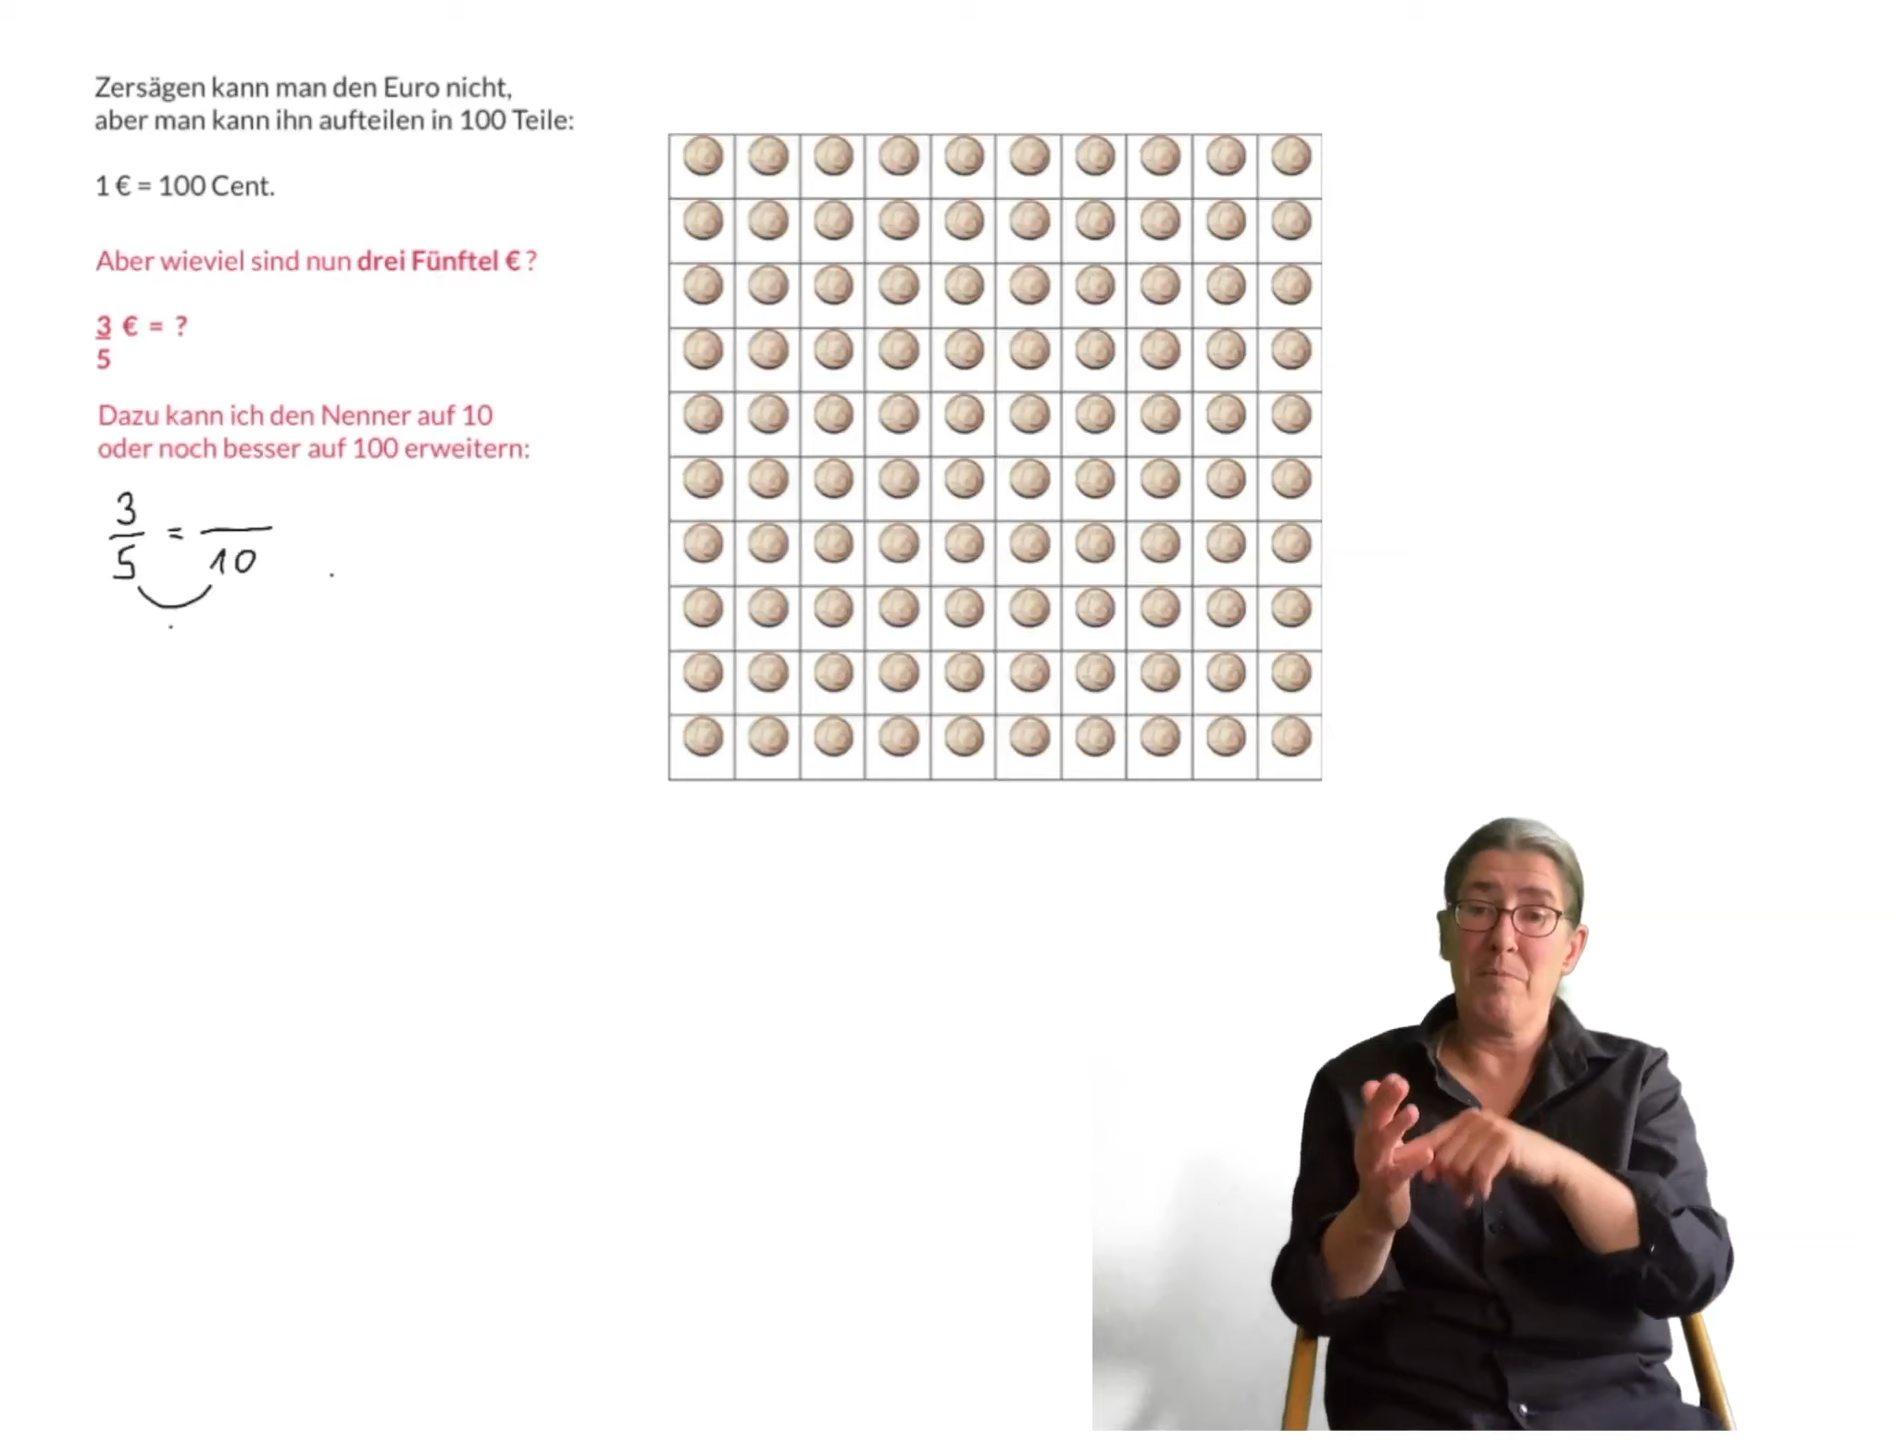 Zersägen kann man den Euro nicht,
aber man kann ihn aufteilen in 100 Teile:
1 € = 100 Cent.
Aber wieviel sind nun drei Fünftel € ?
3 € = ?
5
Dazu kann ich den Nenner auf 10
oder noch besser auf 100 erweitern:
3
=
5 10